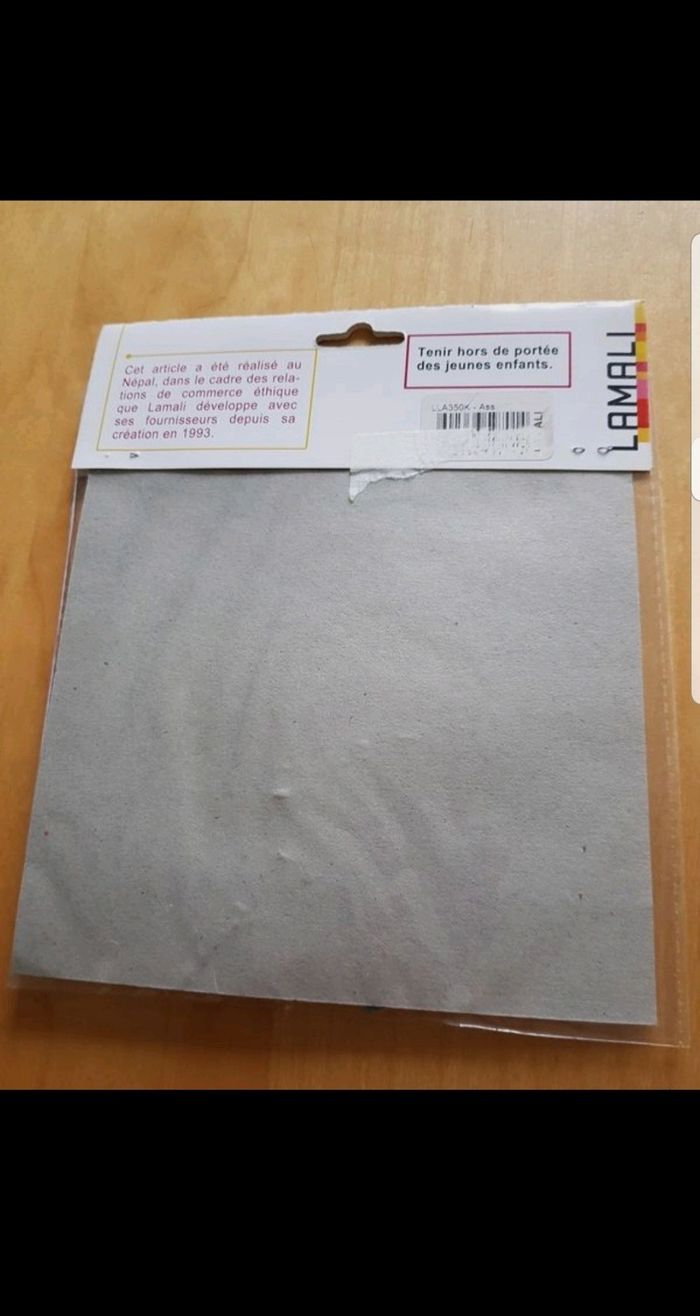 Cet article a été réalisé au
Népal, dans le cadre des rela-
tions de commerce éthique
que Lamali développe avec
ses fournisseurs depuis sa
création en 1993.
Tenir hors de portée
des jeunes enfants.
LLA350K - Ass
ALI
LAMALI